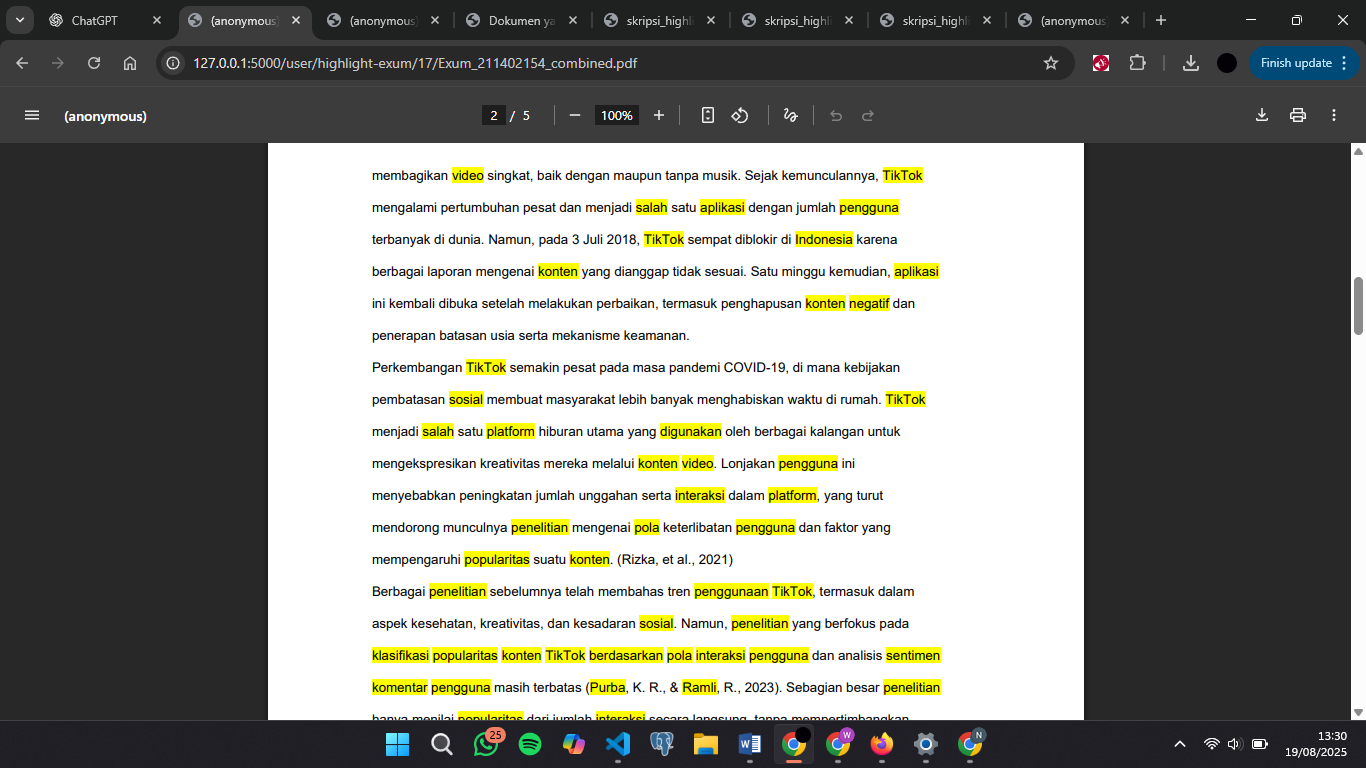 ChatGPT
(anonymous
(anonymous
Dokumen ya
skripsi_highli
skripsi_highli
skripsi_highli
(anonymous
127.0.0.1:5000/user/highlight-exum/17/Exum_211402154_combined.pdf
Finish update
(anonymous)
2 / 5
100%
membagikan video singkat, baik dengan maupun tanpa musik. Sejak kemunculannya, TikTok
mengalami pertumbuhan pesat dan menjadi salah satu aplikasi dengan jumlah pengguna
terbanyak di dunia. Namun, pada 3 Juli 2018, TikTok sempat diblokir di Indonesia karena
berbagai laporan mengenai konten yang dianggap tidak sesuai. Satu minggu kemudian, aplikasi
ini kembali dibuka setelah melakukan perbaikan, termasuk penghapusan konten negatif dan
penerapan batasan usia serta mekanisme keamanan.
Perkembangan TikTok semakin pesat pada masa pandemi COVID-19, di mana kebijakan
pembatasan sosial membuat masyarakat lebih banyak menghabiskan waktu di rumah. TikTok
menjadi salah satu platform hiburan utama yang digunakan oleh berbagai kalangan untuk
mengekspresikan kreativitas mereka melalui konten video. Lonjakan pengguna ini
menyebabkan peningkatan jumlah unggahan serta interaksi dalam platform, yang turut
mendorong munculnya penelitian mengenai pola keterlibatan pengguna dan faktor yang
mempengaruhi popularitas suatu konten. (Rizka, et al., 2021)
Berbagai penelitian sebelumnya telah membahas tren penggunaan TikTok, termasuk dalam
aspek kesehatan, kreativitas, dan kesadaran sosial. Namun, penelitian yang berfokus pada
klasifikasi popularitas konten TikTok berdasarkan pola interaksi pengguna dan analisis sentimen
komentar pengguna masih terbatas (Purba, K. R., & Ramli, R., 2023). Sebagian besar penelitian
hanya menilai popularitas dari jumlah interaksi secara langsung, tanpa mempertimbangkan
25
W
N
13:30
19/08/2025